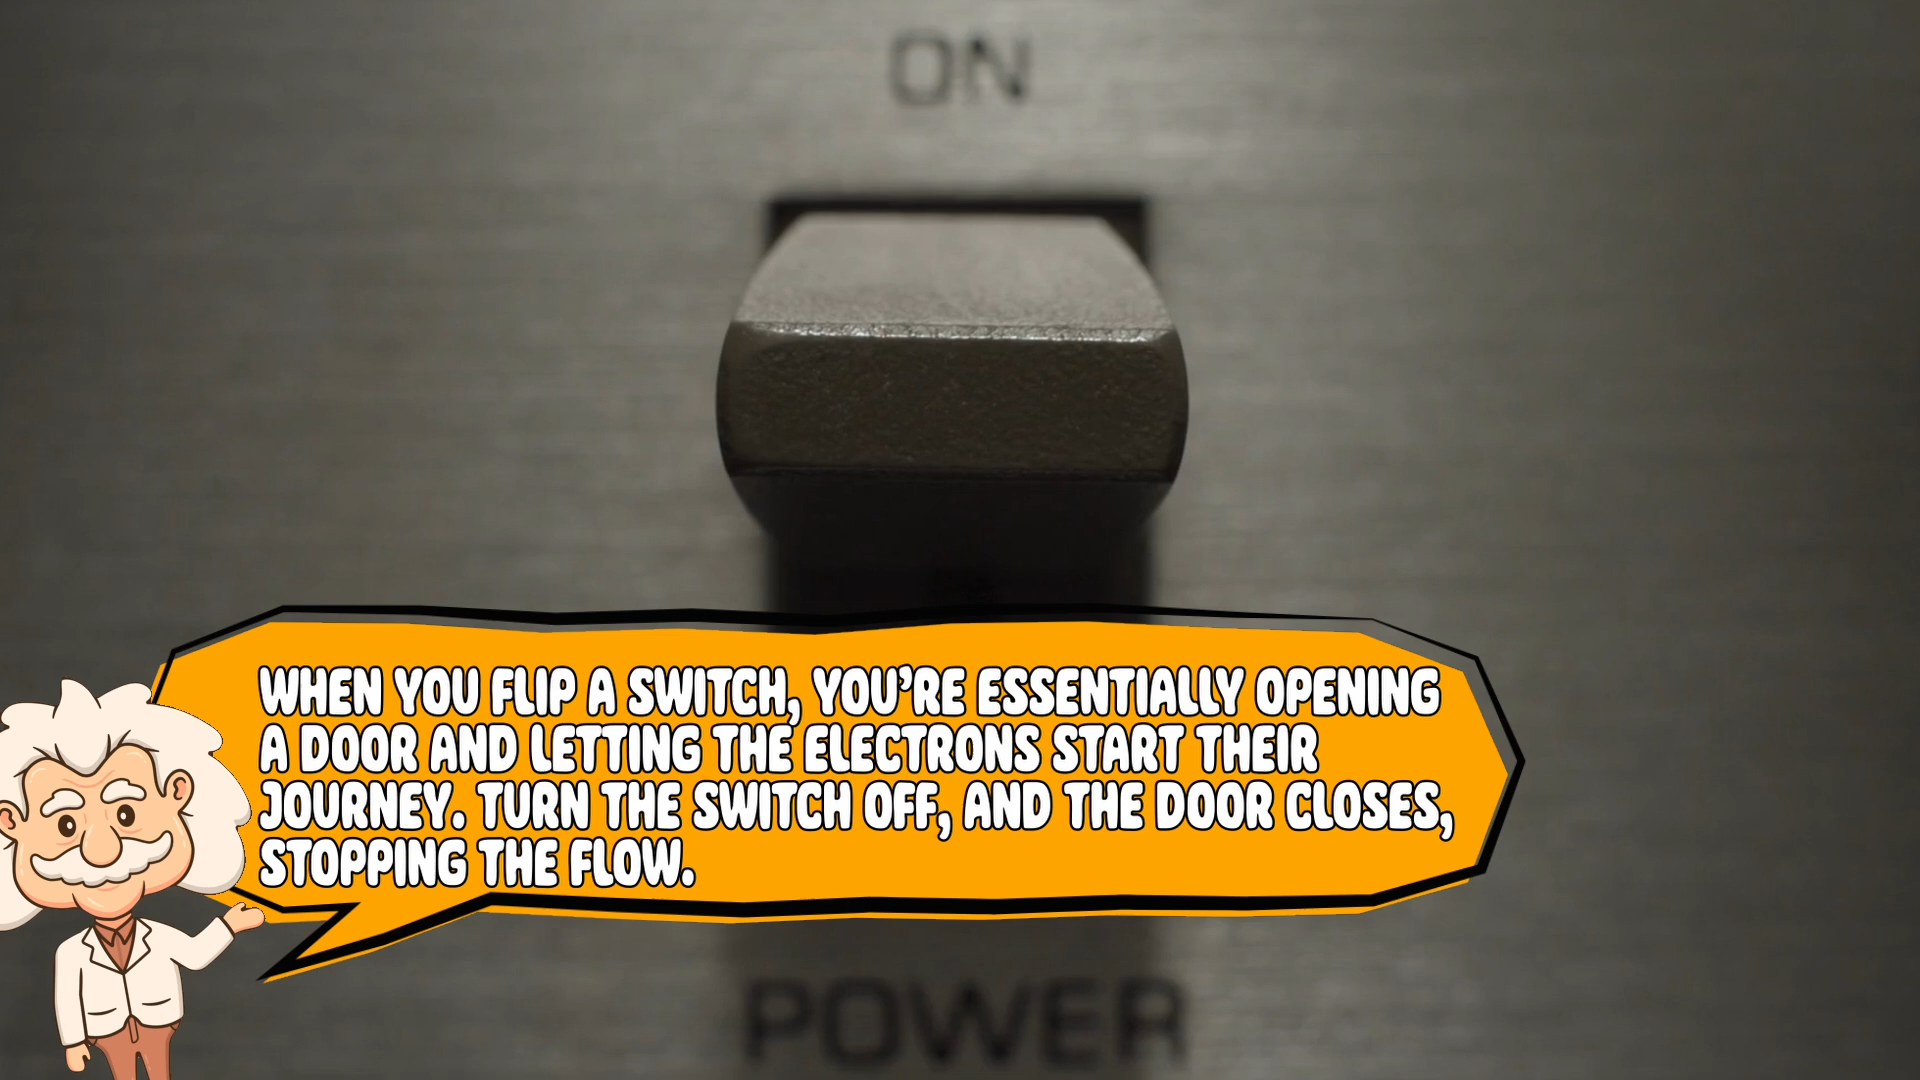 ON
WHEN YOU FLIP A SWITCH, YOU'RE ESSENTIALLY OPENING
A DOOR AND LETTING THE ELECTRONS START THEIR
JOURNEY. TURN THE SWITCH OFF, AND THE DOOR CLOSES,
STOPPING THE FLOW.
POWER